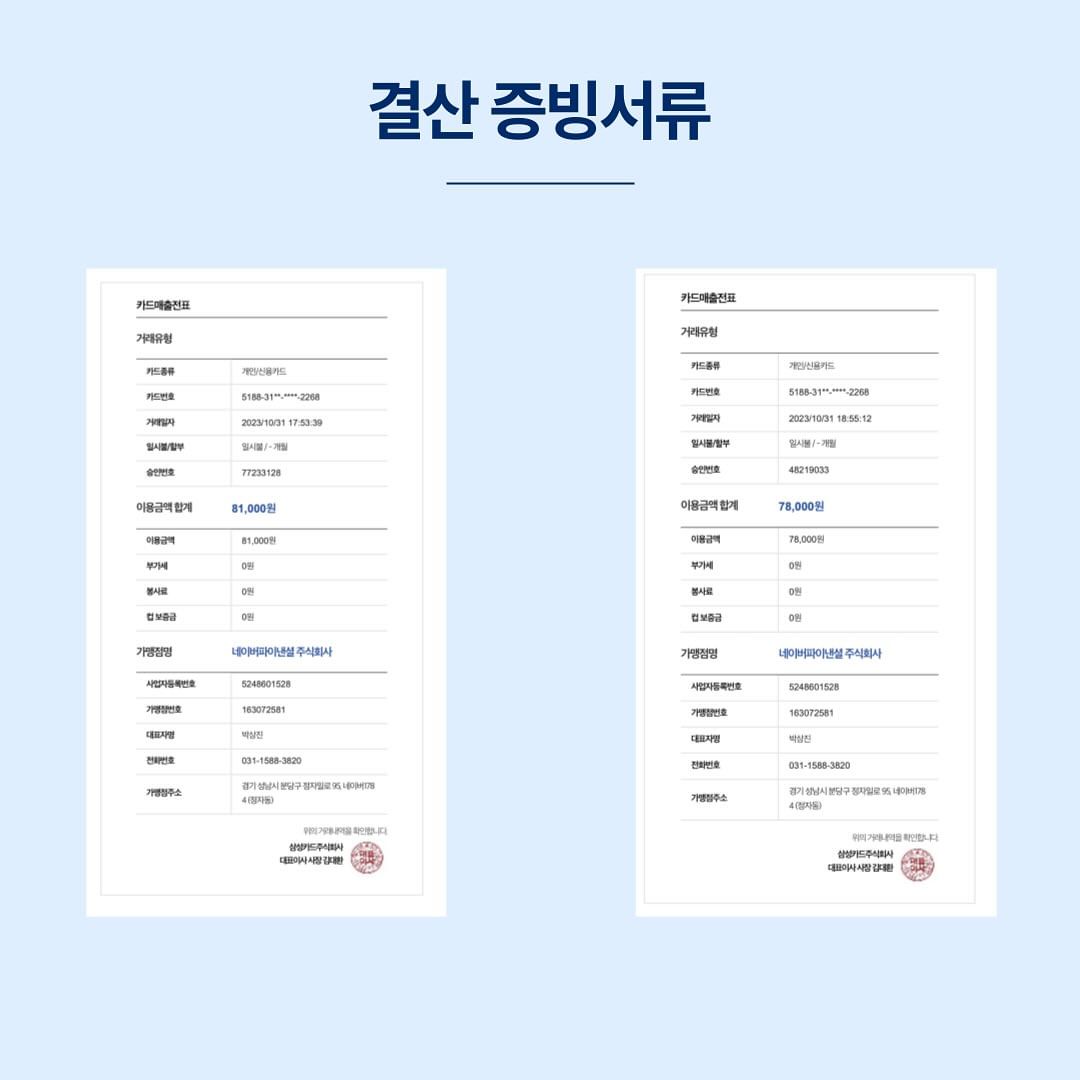 결산 증빙서류
카드매출전표
거래유형
카드종류 개인/신용카드
카드번호 5188-31**-****-2268
거래일자 2023/10/31 17:53:39
일시불/할부 일시불 / - 개월
승인번호 77233128
이용금액 합계 81,000원
이용금액 81,000원
부가세 0원
봉사료 0원
컵 보증금 0원
가맹점명 네이버파이낸셜 주식회사
사업자등록번호 5248601528
가맹점번호 163072581
대표자명 박상진
전화번호 031-1588-3820
가맹점주소 경기 성남시 분당구 정자일로 95, 네이버178
4 (정자동)
위의 거래내역을 확인합니다.
삼성카드주식회사
대표이사 사장 김대환
대표
이사
카드매출전표
거래유형
카드종류 개인/신용카드
카드번호 5188-31**-****-2268
거래일자 2023/10/31 18:55:12
일시불/할부 일시불 / - 개월
승인번호 48219033
이용금액 합계 78,000원
이용금액 78,000원
부가세 0원
봉사료 0원
컵 보증금 0원
가맹점명 네이버파이낸셜 주식회사
사업자등록번호 5248601528
가맹점번호 163072581
대표자명 박상진
전화번호 031-1588-3820
가맹점주소 경기 성남시 분당구 정자일로 95, 네이버178
4 (정자동)
위의 거래내역을 확인합니다.
삼성카드주식회사
대표이사 사장 김대환
대표
이사